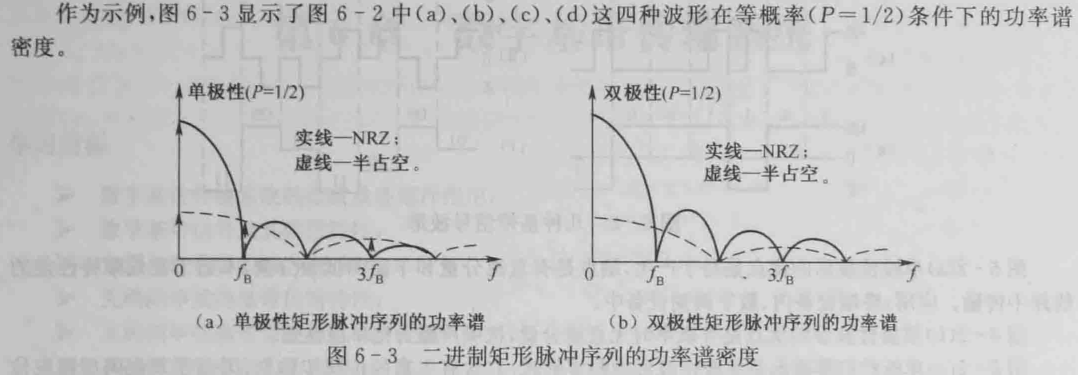 作为示例,图6-3显示了图6-2中(a)、(b)、(c)、(d)这四种波形在等概率(P=1/2)条件下的功率谱
密度。
单极性(P=1/2)
实线—NRZ;
虚线—半占空。
0
f_B
3f_B
f
(a) 单极性矩形脉冲序列的功率谱
双极性(P=1/2)
实线—NRZ;
虚线—半占空。
f_B
3f_B
f
(b) 双极性矩形脉冲序列的功率谱
图6-3 二进制矩形脉冲序列的功率谱密度